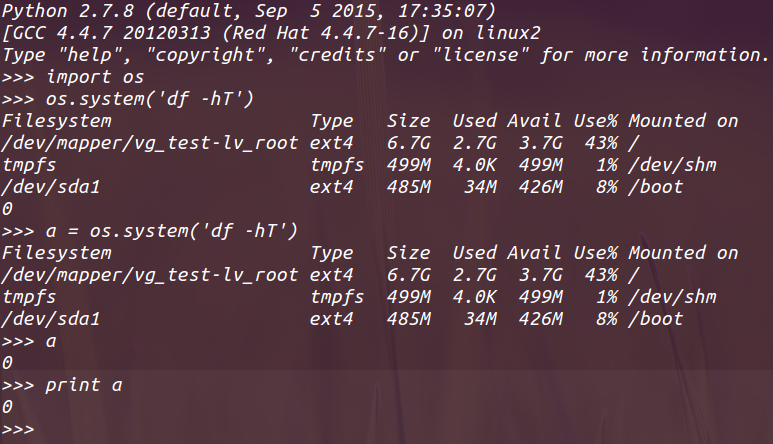 Python 2.7.8 (default, Sep  5 2015, 17:35:07)
[GCC 4.4.7 20120313 (Red Hat 4.4.7-16)] on linux2
Type "help", "copyright", "credits" or "license" for more information.
>>> import os
>>> os.system('df -hT')
Filesystem                  Type   Size  Used Avail Use% Mounted on
/dev/mapper/vg_test-lv_root ext4   6.7G  2.7G  3.7G  43% /
tmpfs                       tmpfs  499M  4.0K  499M   1% /dev/shm
/dev/sda1                   ext4   485M   34M  426M   8% /boot
0
>>> a = os.system('df -hT')
Filesystem                  Type   Size  Used Avail Use% Mounted on
/dev/mapper/vg_test-lv_root ext4   6.7G  2.7G  3.7G  43% /
tmpfs                       tmpfs  499M  4.0K  499M   1% /dev/shm
/dev/sda1                   ext4   485M   34M  426M   8% /boot
>>> a
0
>>> print a
0
>>>